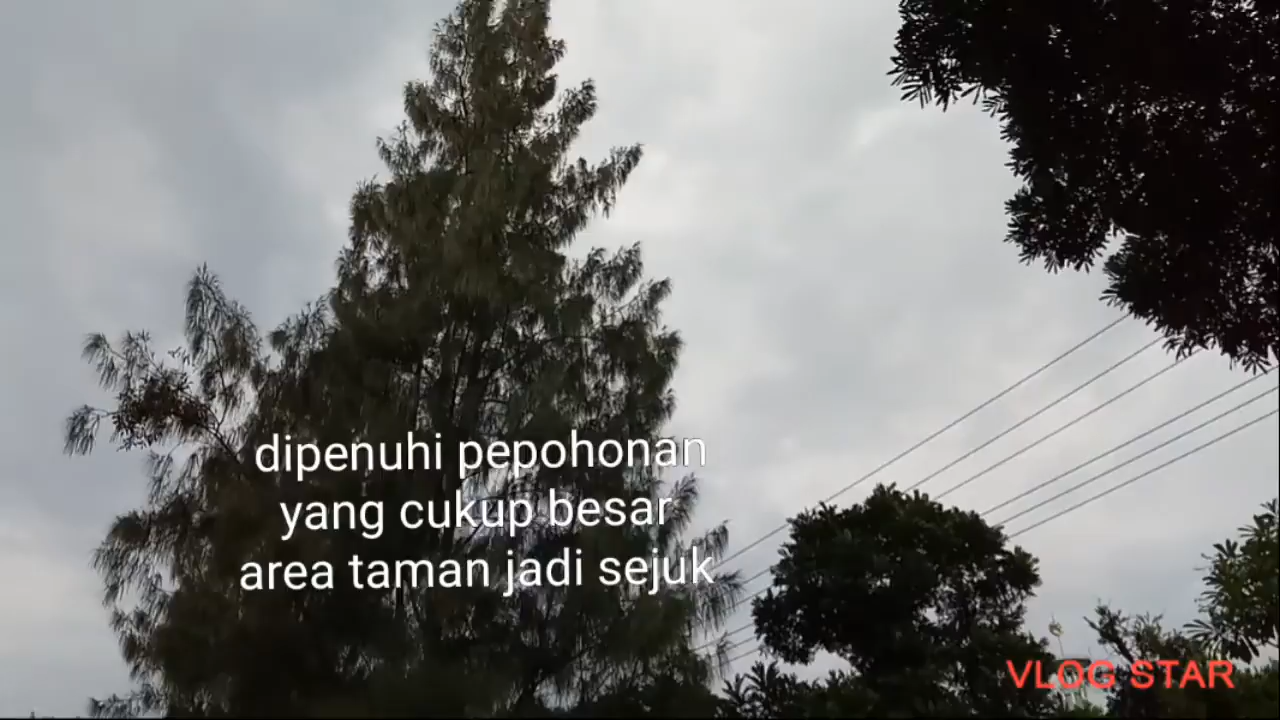 dipenuhi pepohonan
yang cukup besar
area taman jadi sejuk
VLOG STAR